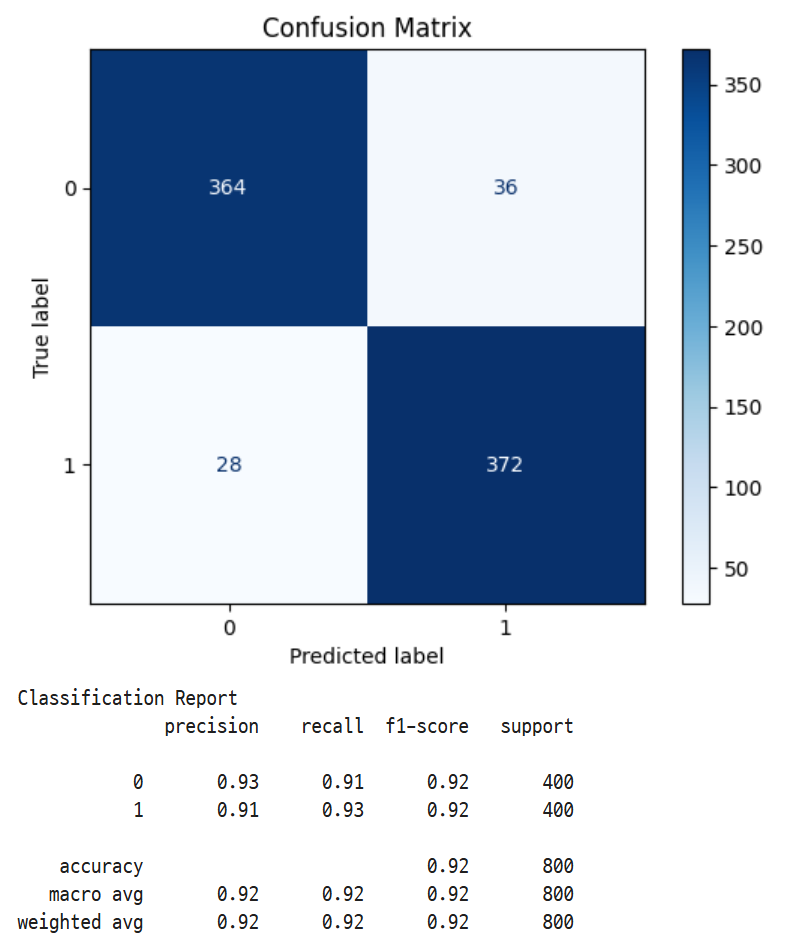 Confusion Matrix
0
364
36
1
28
372
0
1
Predicted label
True label
350
300
250
200
150
100
50
Classification Report
precision recall f1-score support
0 0.93 0.91 0.92 400
1 0.91 0.93 0.92 400
accuracy 0.92 800
macro avg 0.92 0.92 0.92 800
weighted avg 0.92 0.92 0.92 800